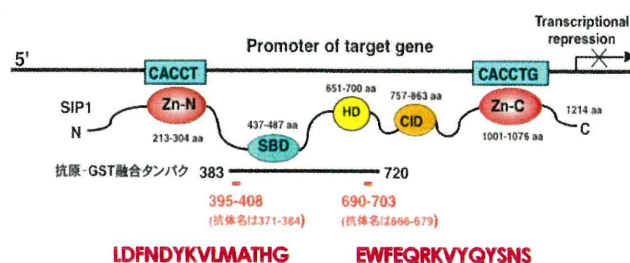 Transcriptional
repression
5'
Promoter of target gene
CACCT
CACCTG
651-700 aa
757-863 aa
SIP1
N
Zn-N
HD
CID
Zn-C
1214 aa
C
213-304 aa
437-487 aa
1001-1076 aa
SBD
抗原-GST融合タンパク
383
720
395-408
690-703
(抗体名は371-384)
(抗体名は666-679)
LDFNDYKVLMATHG
EWFEQRKVYQYSNS